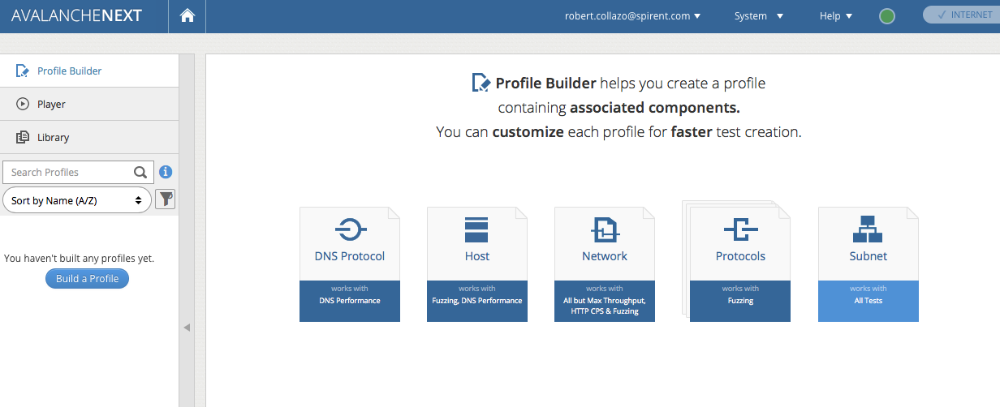 AVALANCHENEXT
robert.collazo@spirent.com
System
Help
INTERNET
Profile Builder
Player
Library
Search Profiles
Sort by Name (A/Z)
You haven't built any profiles yet.
Build a Profile
Profile Builder helps you create a profile
containing associated components.
You can customize each profile for faster test creation.
DNS Protocol
works with
DNS Performance
Host
works with
Fuzzing, DNS Performance
Network
works with
All but Max Throughput,
HTTP CPS & Fuzzing
Protocols
works with
Fuzzing
Subnet
works with
All Tests